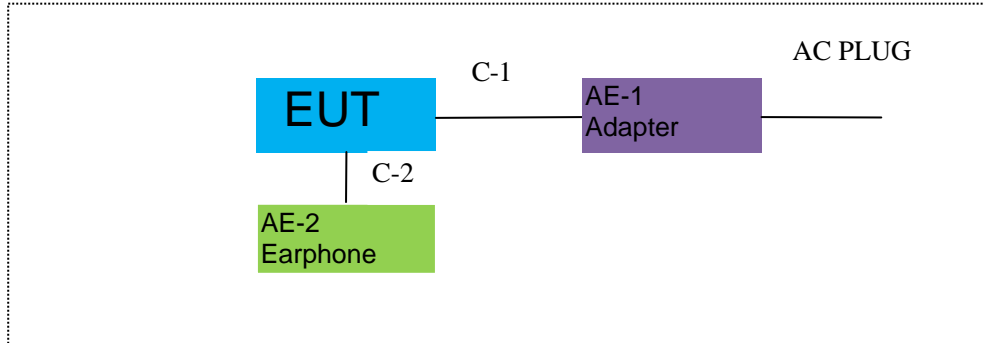 AC PLUG
C-1
EUT
AE-1
Adapter
C-2
AE-2
Earphone